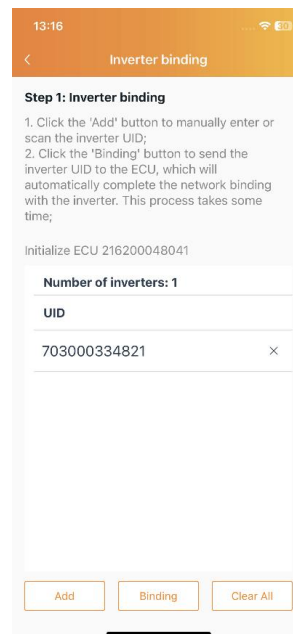 13:16
30
Inverter binding
Step 1: Inverter binding
1. Click the 'Add' button to manually enter or
scan the inverter UID;
2. Click the 'Binding' button to send the
inverter UID to the ECU, which will
automatically complete the network binding
with the inverter. This process takes some
time;
Initialize ECU 216200048041
Number of inverters: 1
UID
703000334821
Add Binding Clear All